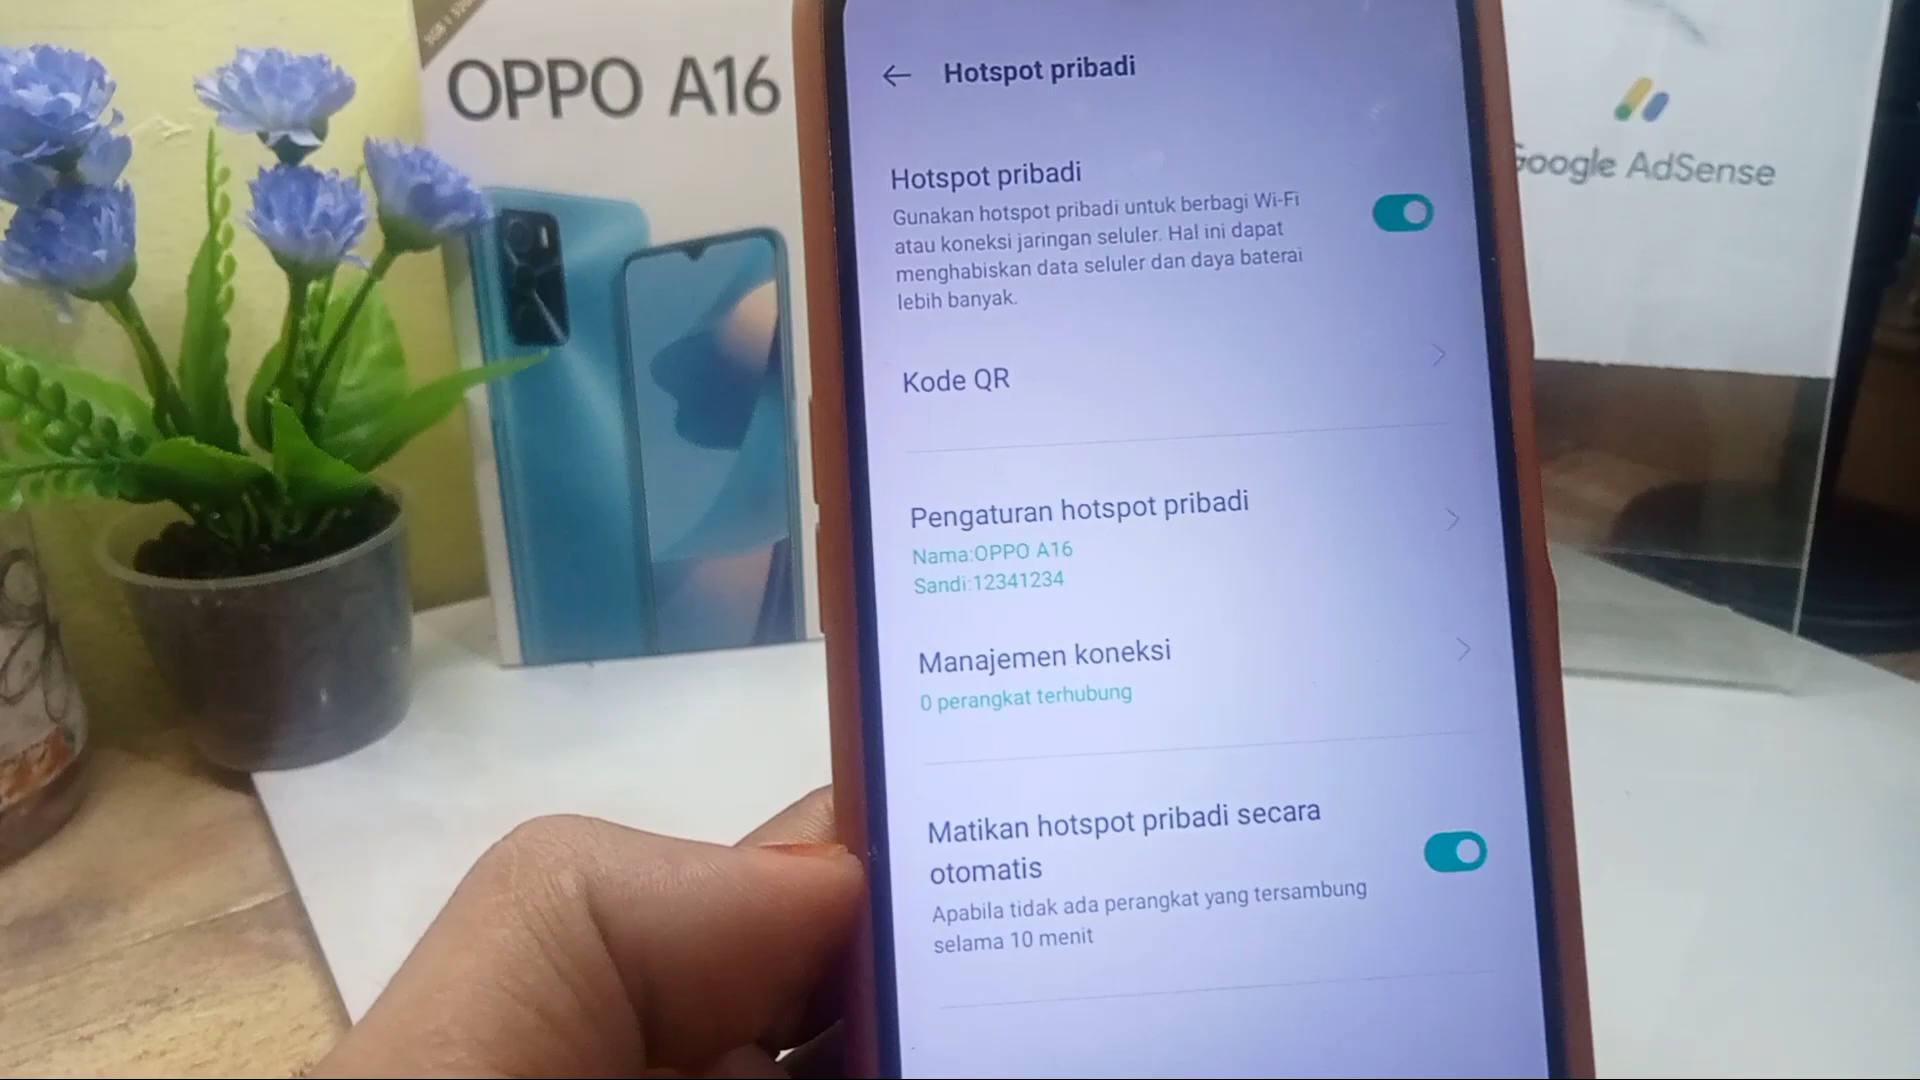 OPPO A16
Hotspot pribadi
Hotspot pribadi
Gunakan hotspot pribadi untuk berbagi Wi-Fi
atau koneksi jaringan seluler. Hal ini dapat
menghabiskan data seluler dan daya baterai
lebih banyak.
Kode QR
Pengaturan hotspot pribadi
Nama:OPPO A16
Sandi:12341234
Manajemen koneksi
0 perangkat terhubung
Matikan hotspot pribadi secara
otomatis
Apabila tidak ada perangkat yang tersambung
selama 10 menit
Google AdSense